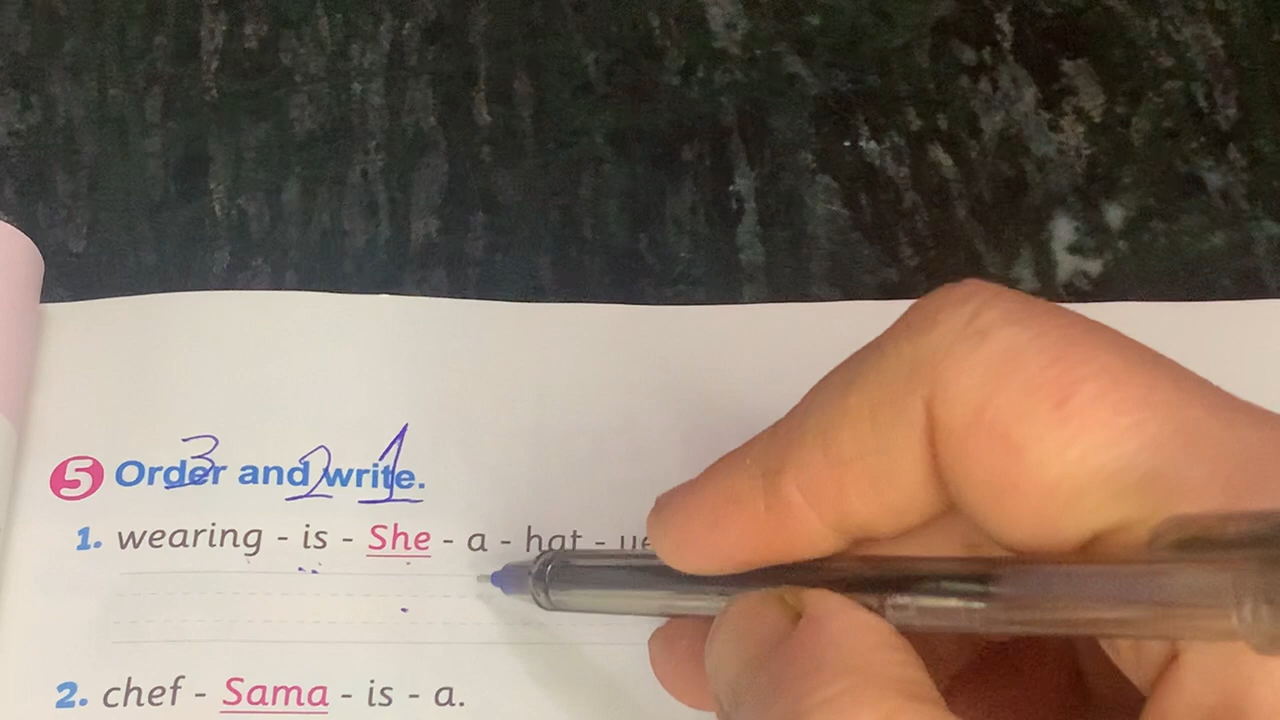 3 2 1
5 Order and write.
1. wearing - is - She - a - hat -
2. chef - Sama - is - a.